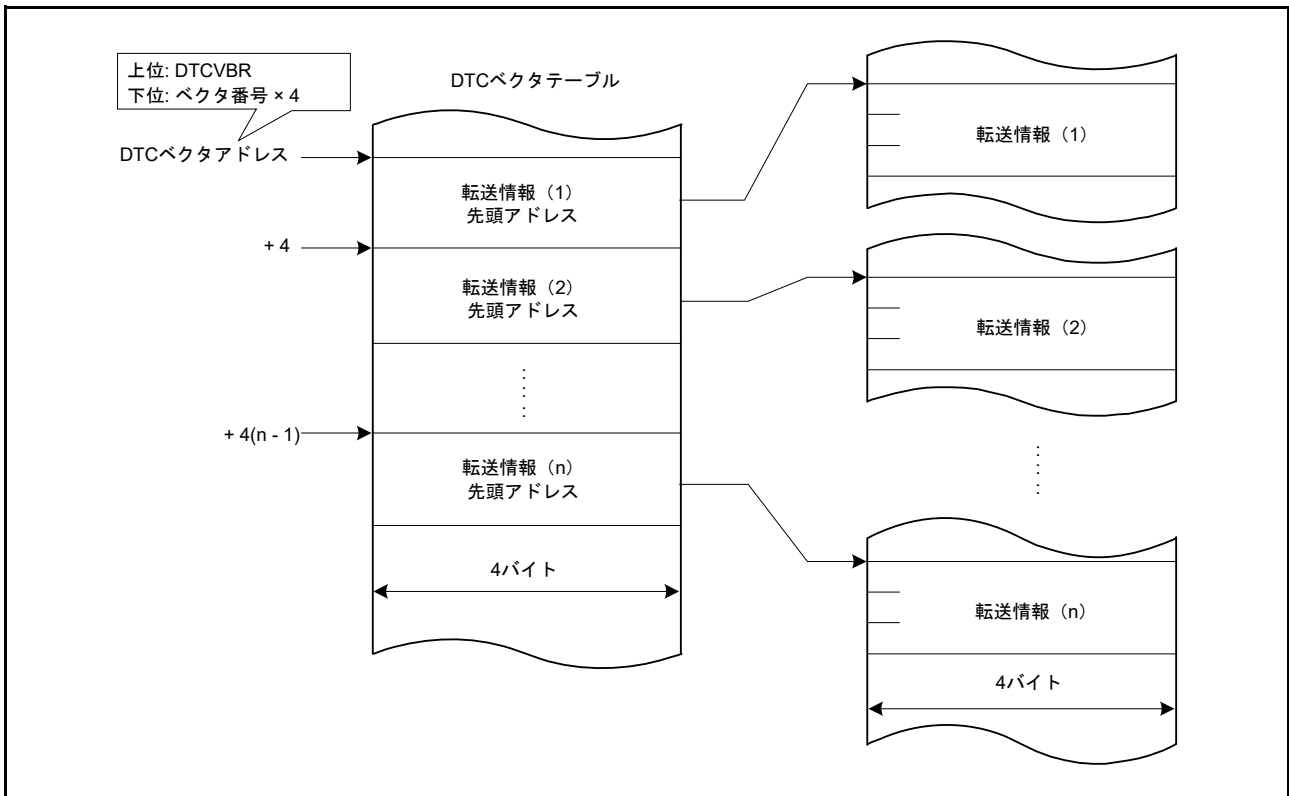 上位: DTCVBR
下位: ベクタ番号 × 4
DTCベクタテーブル
DTCベクタアドレス
転送情報（1）
先頭アドレス
+ 4
転送情報（2）
先頭アドレス
+ 4(n - 1)
転送情報（n）
先頭アドレス
4バイト
転送情報（1）
転送情報（2）
転送情報（n）
4バイト